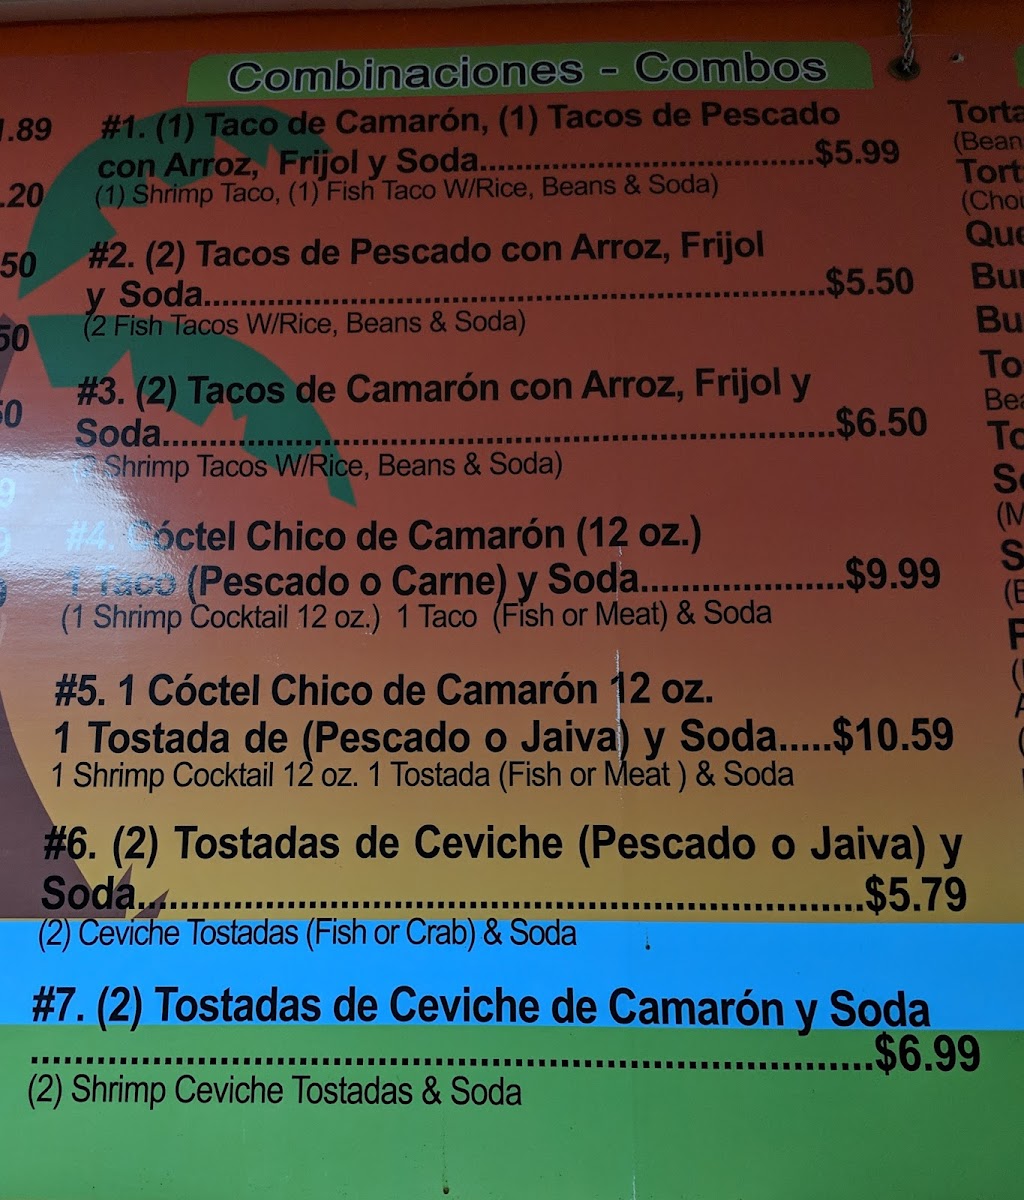 Combinaciones - Combos
#1. (1) Taco de Camarón, (1) Tacos de Pescado
con Arroz, Frijol y Soda..................................$5.99
(1) Shrimp Taco, (1) Fish Taco W/Rice, Beans & Soda)
#2. (2) Tacos de Pescado con Arroz, Frijol
y Soda................................................................$5.50
(2 Fish Tacos W/Rice, Beans & Soda)
#3. (2) Tacos de Camarón con Arroz, Frijol y
Soda....................................................................$6.50
Shrimp Tacos W/Rice, Beans & Soda)
#4. Cóctel Chico de Camarón (12 oz.)
1 Taco (Pescado o Carne) y Soda....................$9.99
(1 Shrimp Cocktail 12 oz.) 1 Taco (Fish or Meat) & Soda
#5. 1 Cóctel Chico de Camarón 12 oz.
1 Tostada de (Pescado o Jaiva) y Soda.....$10.59
1 Shrimp Cocktail 12 oz. 1 Tostada (Fish or Meat ) & Soda
#6. (2) Tostadas de Ceviche (Pescado o Jaiva) y
Soda......................................................................$5.79
(2) Ceviche Tostadas (Fish or Crab) & Soda
#7. (2) Tostadas de Ceviche de Camarón y Soda
................................................................................$6.99
(2) Shrimp Ceviche Tostadas & Soda